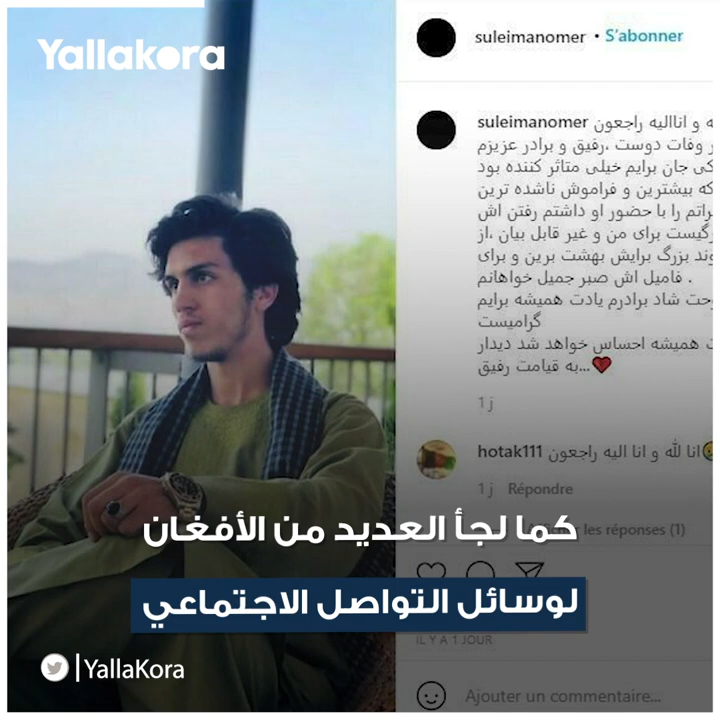 Yallakora
suleimanomer • S'abonner
suleimanomer و اناالیه راجعون
وفات دوست ،رفیق و برادر عزیزم
جان برایم خیلی متاثر کننده بود
که بیشترین و فراموش ناشده ترین
را با حضور او داشتم رفتن اش
برای من و غیر قابل بیان ،از
بزرگ برایش بهشت برین و برای
فامیل اش صبر جمیل خواهانم .
شاد برادرم یادت همیشه برایم
گرامیست
همیشه احساس خواهد شد دیدار
به قیامت رفیق...❤️
1 j
hotak111 انا لله و انا الیه راجعون
1 j Répondre
les réponses (1)
كما لجأ العديد من الأفغان
لوسائل التواصل الاجتماعي
IL Y A 1 JOUR
YallaKora
Ajouter un commentaire...